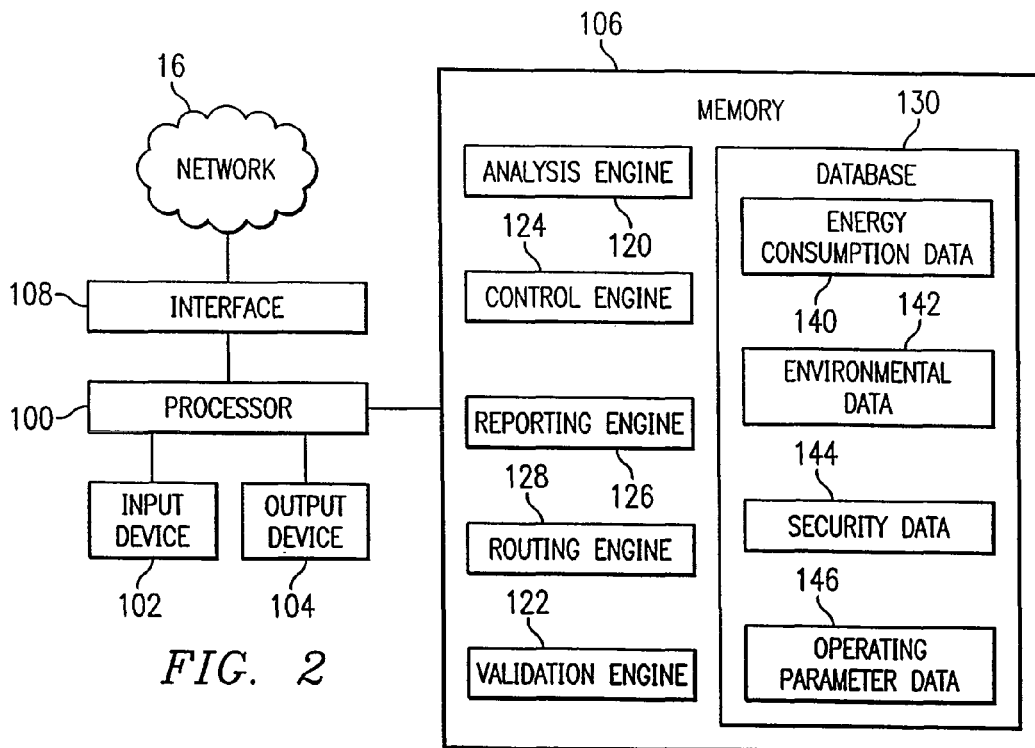 106
16
MEMORY
130
NETWORK
ANALYSIS ENGINE
DATABASE
120
ENERGY
CONSUMPTION DATA
124
108
INTERFACE
CONTROL ENGINE
140
142
ENVIRONMENTAL
DATA
100
PROCESSOR
REPORTING ENGINE
126
144
INPUT
DEVICE
OUTPUT
DEVICE
128
SECURITY DATA
ROUTING ENGINE
102
104
146
122
OPERATING
PARAMETER DATA
VALIDATION ENGINE
FIG. 2